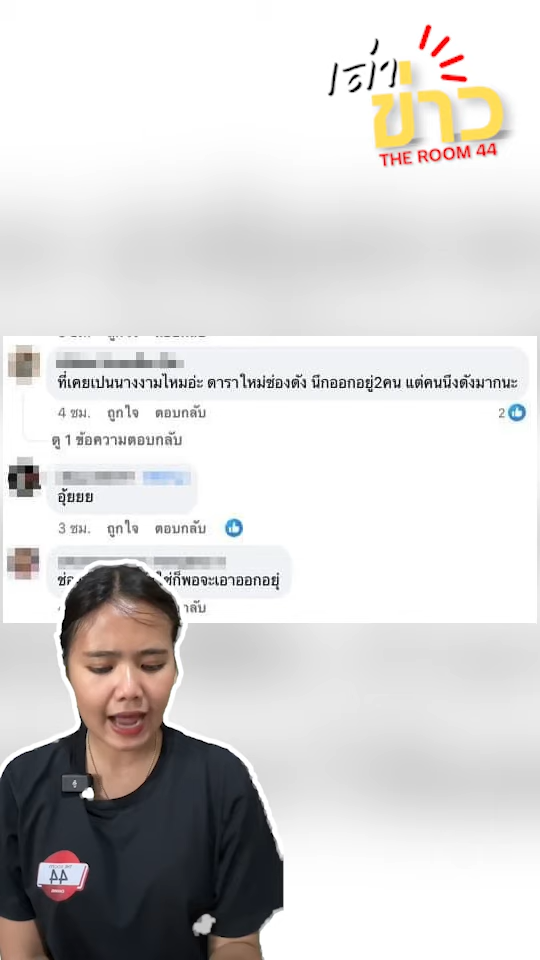 เล่า
ข่าว
THE ROOM 44
ที่เคยเปนนางงามไหมอ่ะ ดาราใหม่ช่องดัง นึกออกอยู่2คน แต่คนนึงดังมากนะ
4 ชม. ถูกใจ ตอบกลับ
2
ดู 1 ข้อความตอบกลับ
อุ้ยยย
3 ชม. ถูกใจ ตอบกลับ
ใช่ก็พอจะเอาออกอยู่
44